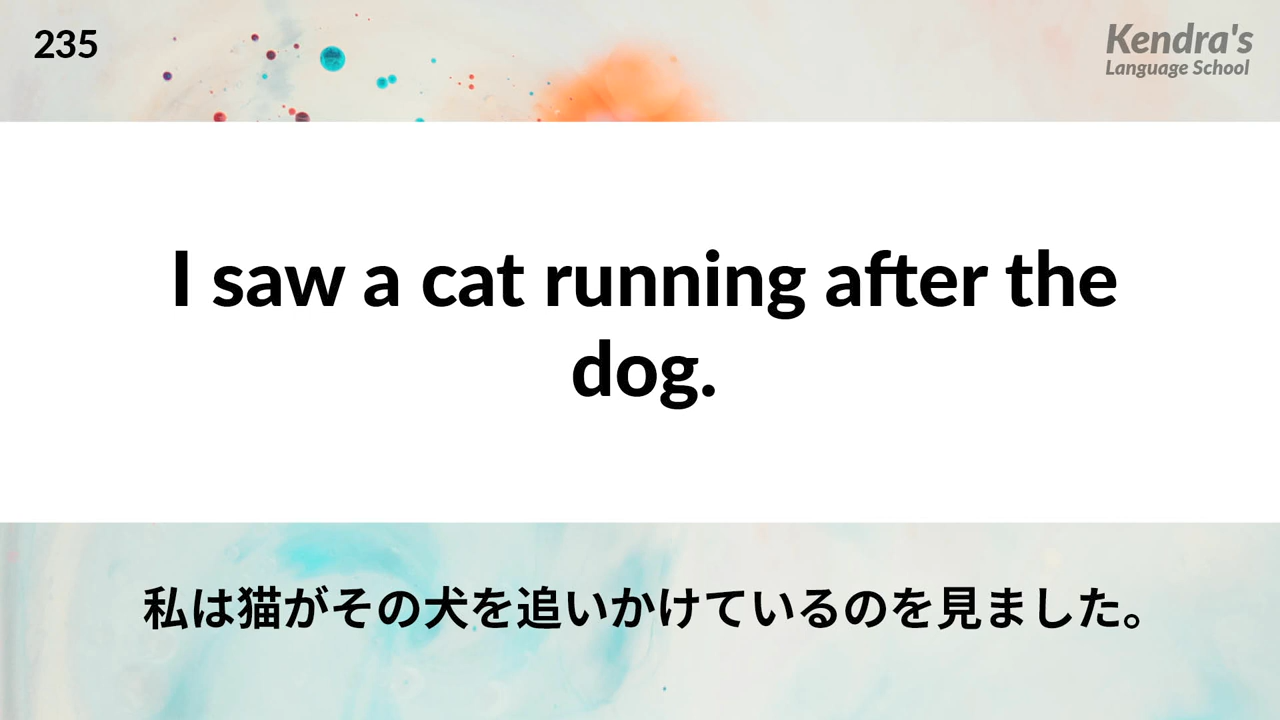 235
Kendra's
Language School
I saw a cat running after the
dog.
私は猫がその犬を追いかけているのを見ました。